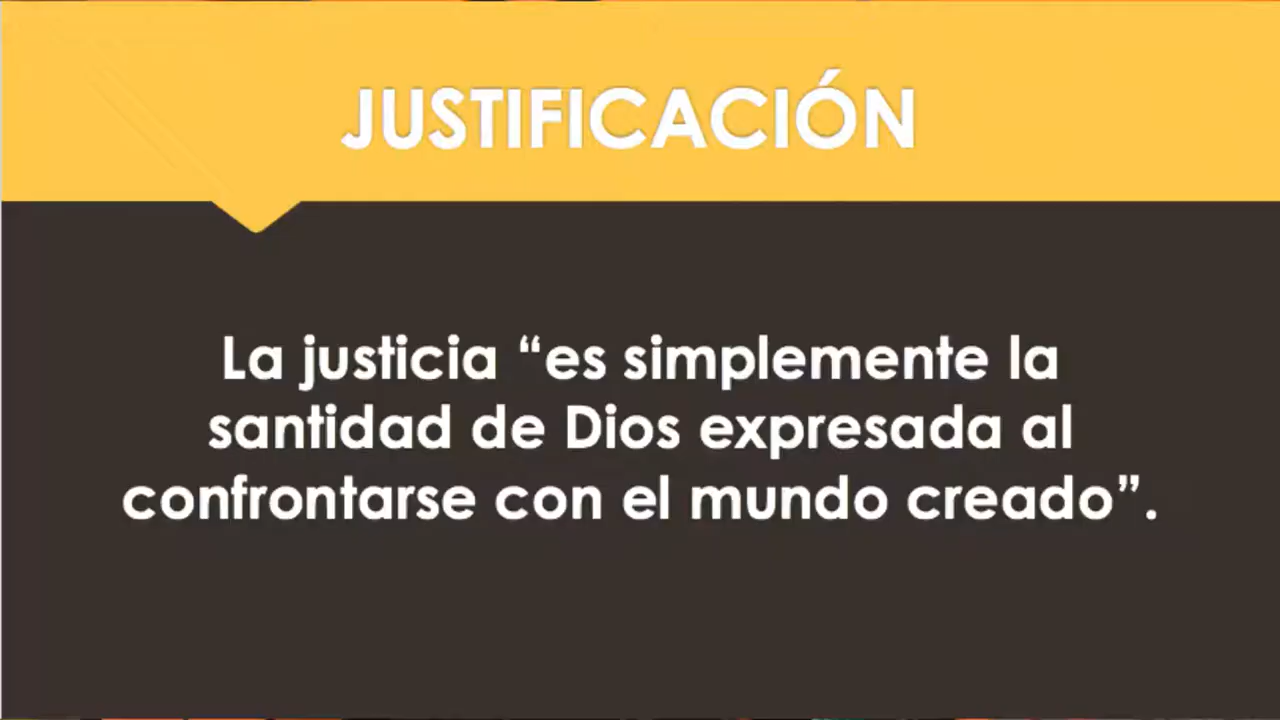 JUSTIFICACIÓN
La justicia “es simplemente la
santidad de Dios expresada al
confrontarse con el mundo creado”.